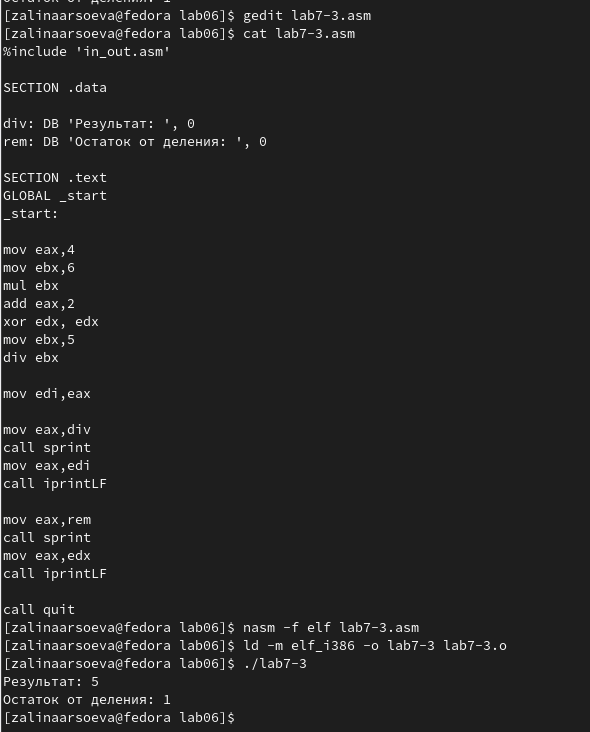 Остаток от деления: 1
[zalinaarsoeva@fedora lab06]$ gedit lab7-3.asm
[zalinaarsoeva@fedora lab06]$ cat lab7-3.asm
%include 'in_out.asm'
SECTION .data
div: DB 'Результат: ', 0
rem: DB 'Остаток от деления: ', 0
SECTION .text
GLOBAL _start
_start:
mov eax,4
mov ebx,6
mul ebx
add eax,2
xor edx, edx
mov ebx,5
div ebx
mov edi,eax
mov eax,div
call sprint
mov eax,edi
call iprintLF
mov eax,rem
call sprint
mov eax,edx
call iprintLF
call quit
[zalinaarsoeva@fedora lab06]$ nasm -f elf lab7-3.asm
[zalinaarsoeva@fedora lab06]$ ld -m elf_i386 -o lab7-3 lab7-3.o
[zalinaarsoeva@fedora lab06]$ ./lab7-3
Результат: 5
Остаток от деления: 1
[zalinaarsoeva@fedora lab06]$